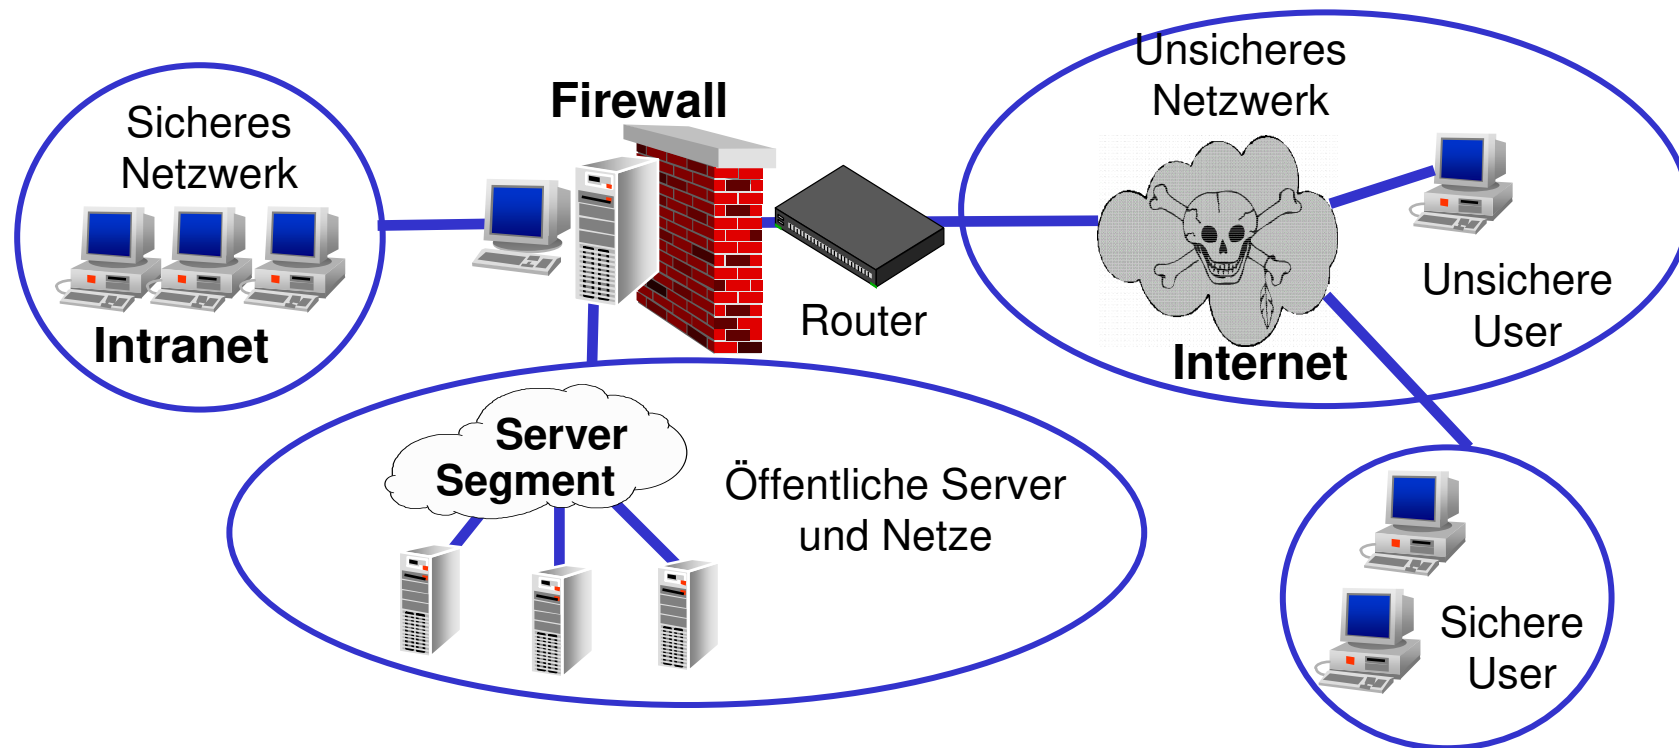 Sicheres
Netzwerk
Intranet
Firewall
Router
Unsicheres
Netzwerk
Internet
Unsichere
User
Server
Segment
Öffentliche Server
und Netze
Sichere
User